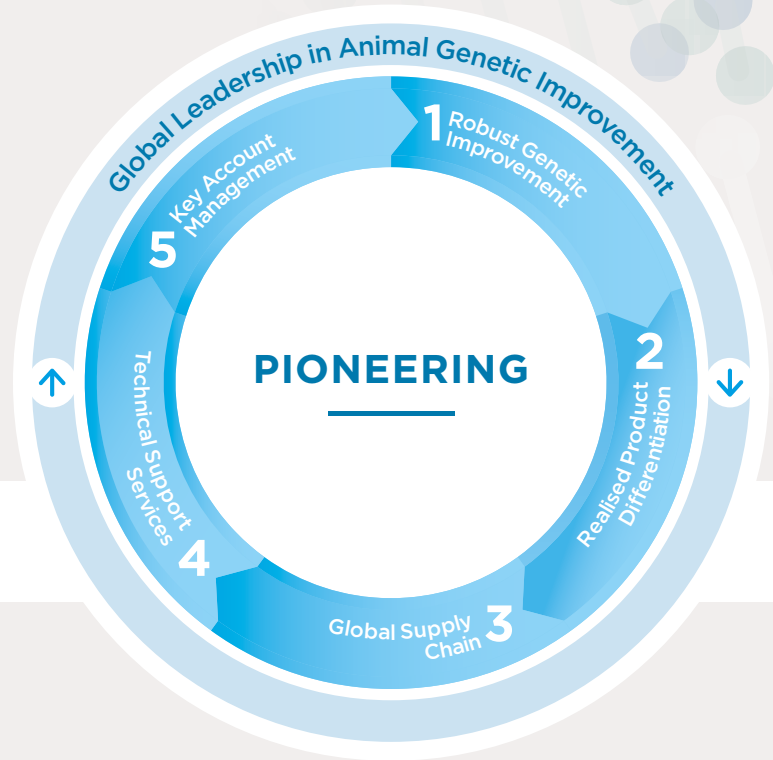 Global Leadership in Animal Genetic Improvement
1
Robust Genetic
Improvement
2
Realised Product
Differentiation
3
Global Supply
Chain
4
Technical Support
Services
5
Key Account
Management
PIONEERING